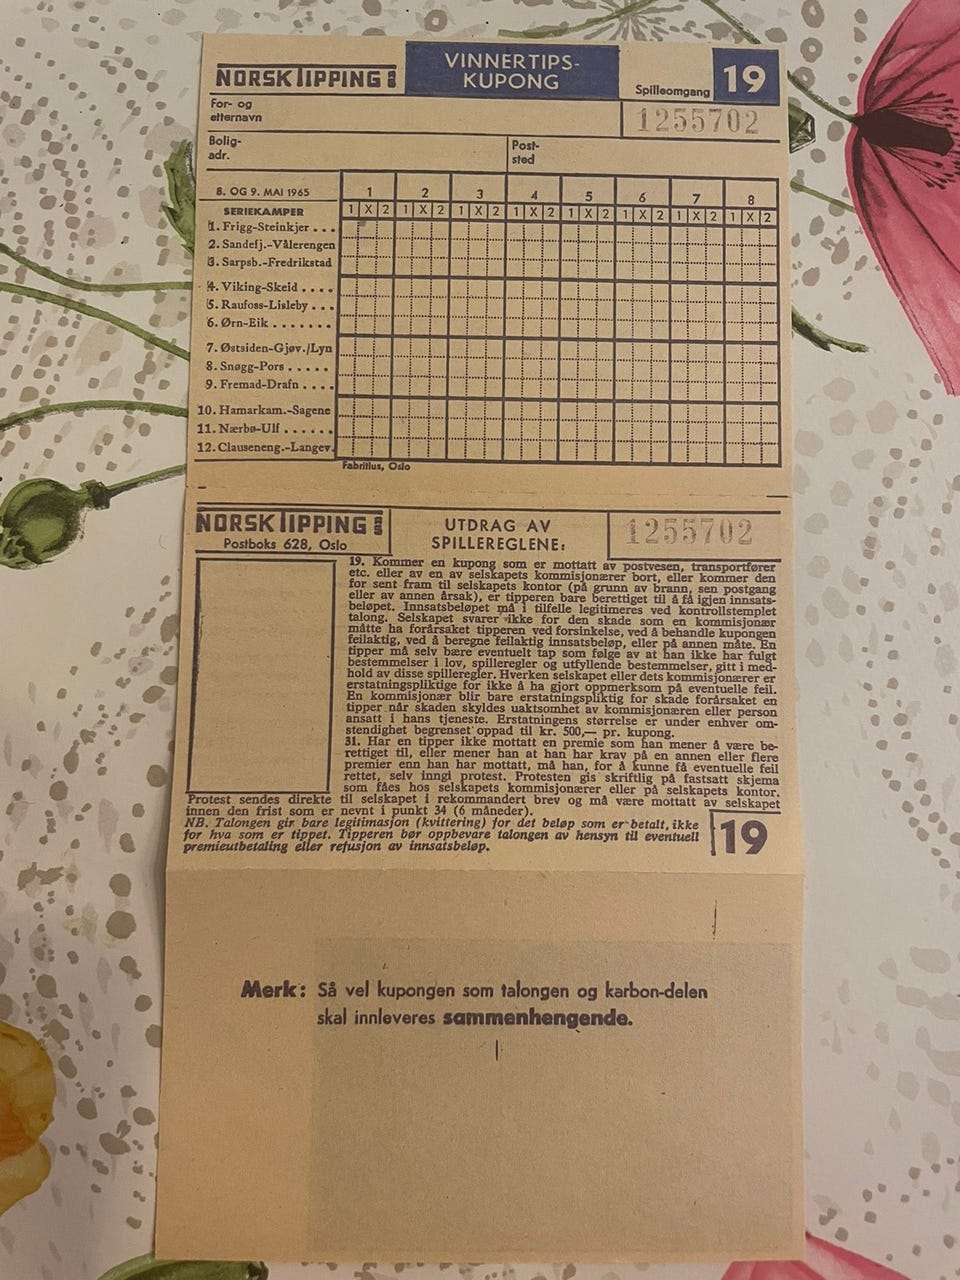 NORSK TIPPING A/S
VINNERTIPS-
KUPONG
Spilleomgang 19
For- og
etternavn
1255702
Bolig-
adr.
Post-
sted
8. OG 9. MAI 1965 1 2 3 4 5 6 7 8
SERIEKAMPER 1 X 2 1 X 2 1 X 2 1 X 2 1 X 2 1 X 2 1 X 2 1 X 2
1. Frigg-Steinkjer . . .
2. Sandefj.-Vålerengen
3. Sarpsb.-Fredrikstad
4. Viking-Skeid . . . .
5. Raufoss-Lisleby . . .
6. Ørn-Eik . . . . . . .
7. Østsiden-Gjøv./Lyn
8. Snøgg-Pors . . . . .
9. Fremad-Drafn . . . .
10. Hamarkam.-Sagene
11. Nærbø-Ulf . . . . . .
12. Clauseneng.-Langev.
Fabritius, Oslo
NORSK TIPPING A/S
Postboks 628, Oslo
UTDRAG AV
SPILLEREGLENE:
1255702
19. Kommer en kupong som er mottatt av postvesen, transportfører
etc. eller av en av selskapets kommisjonærer bort, eller kommer den
for sent fram til selskapets kontor (på grunn av brann, sen postgang
eller av annen årsak), er tipperen bare berettiget til å få igjen innsats-
beløpet. Innsatsbeløpet må i tilfelle legitimeres ved kontrollstemplet
talong. Selskapet svarer ikke for den skade som en kommisjonær
måtte ha forårsaket tipperen ved forsinkelse, ved å behandle kupongen
feilaktig, ved å beregne feilaktig innsatsbeløp, eller på annen måte. En
tipper må selv bære eventuelt tap som følge av at han ikke har fulgt
bestemmelser i lov, spilleregler og utfyllende bestemmelser, gitt i med-
hold av disse spilleregler. Hverken selskapet eller dets kommisjonærer er
erstatningspliktige for ikke å ha gjort oppmerksom på eventuelle feil.
En kommisjonær blir bare erstatningspliktig for skade forårsaket en
tipper når skaden skyldes uaktsomhet av kommisjonæren eller person
ansatt i hans tjeneste. Erstatningens størrelse er under enhver om-
stendighet begrenset oppad til kr. 500,— pr. kupong.
31. Har en tipper ikke mottatt en premie som han mener å være be-
rettiget til, eller mener han at han har krav på en annen eller flere
premier enn han har mottatt, må han, for å kunne få eventuelle feil
rettet, selv inngi protest. Protesten gis skriftlig på fastsatt skjema
som fåes hos selskapets kommisjonærer eller på selskapets kontor.
Protest sendes direkte til selskapet i rekommandert brev og må være mottatt av selskapet
innen den frist som er nevnt i punkt 34 (6 måneder).
NB. Talongen gir bare legitimasjon (kvittering) for det beløp som er betalt, ikke
for hva som er tippet. Tipperen bør oppbevare talongen av hensyn til eventuell
premieutbetaling eller refusjon av innsatsbeløp.
19
Merk: Så vel kupongen som talongen og karbon-delen
skal innleveres sammenhengende.